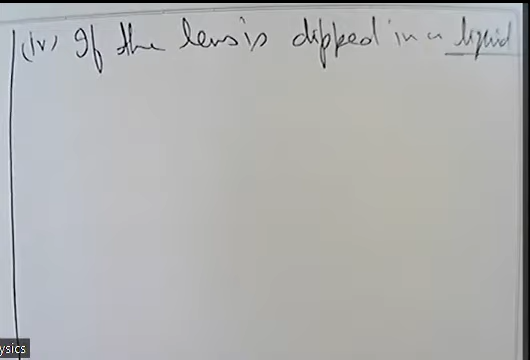 (iv) If the lens is dipped in a liquid
ysics